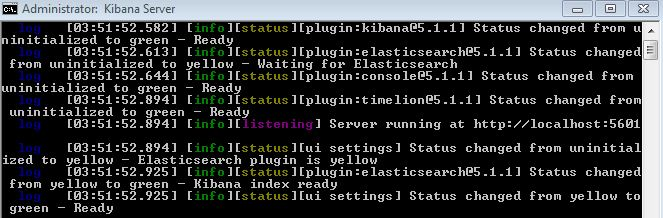 Administrator: Kibana Server
log [03:51:52.582] [info][status][plugin:kibana@5.1.1] Status changed from u
ninitialized to green - Ready
log [03:51:52.613] [info][status][plugin:elasticsearch@5.1.1] Status changed
from uninitialized to yellow - Waiting for Elasticsearch
log [03:51:52.644] [info][status][plugin:console@5.1.1] Status changed from
uninitialized to green - Ready
log [03:51:52.894] [info][status][plugin:timelion@5.1.1] Status changed from
uninitialized to green - Ready
log [03:51:52.894] [info][listening] Server running at http://localhost:5601
log [03:51:52.894] [info][status][ui settings] Status changed from uninitial
ized to yellow - Elasticsearch plugin is yellow
log [03:51:52.925] [info][status][plugin:elasticsearch@5.1.1] Status changed
from yellow to green - Kibana index ready
log [03:51:52.925] [info][status][ui settings] Status changed from yellow to
green - Ready